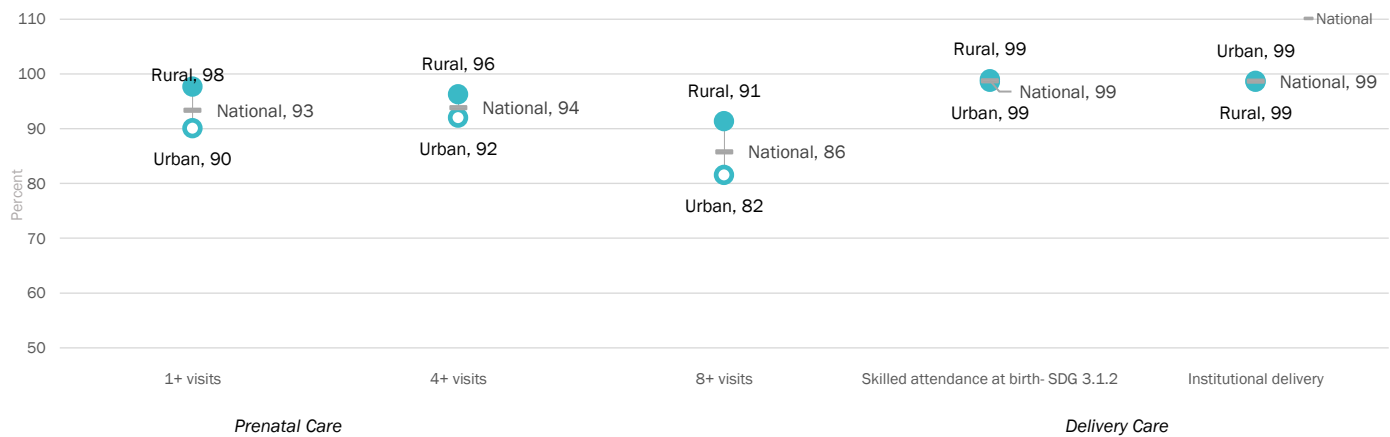 110
National
100
90
80
70
60
50
Percent
Rural, 98
National, 93
Urban, 90
Rural, 96
National, 94
Urban, 92
Rural, 91
National, 86
Urban, 82
Rural, 99
National, 99
Urban, 99
Urban, 99
National, 99
Rural, 99
1+ visits
4+ visits
8+ visits
Skilled attendance at birth- SDG 3.1.2
Institutional delivery
Prenatal Care
Delivery Care